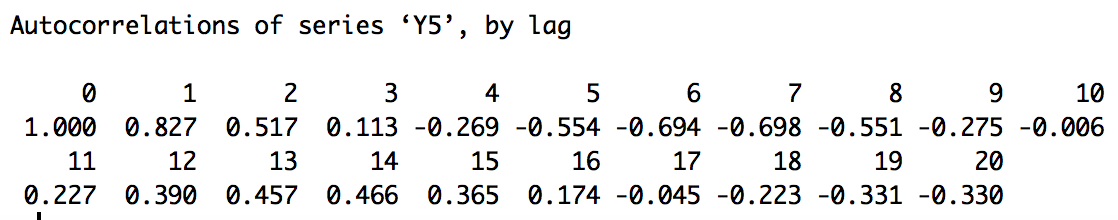 Autocorrelations of series ‘Y5’, by lag
0 1 2 3 4 5 6 7 8 9 10
1.000 0.827 0.517 0.113 -0.269 -0.554 -0.694 -0.698 -0.551 -0.275 -0.006
11 12 13 14 15 16 17 18 19 20
0.227 0.390 0.457 0.466 0.365 0.174 -0.045 -0.223 -0.331 -0.330